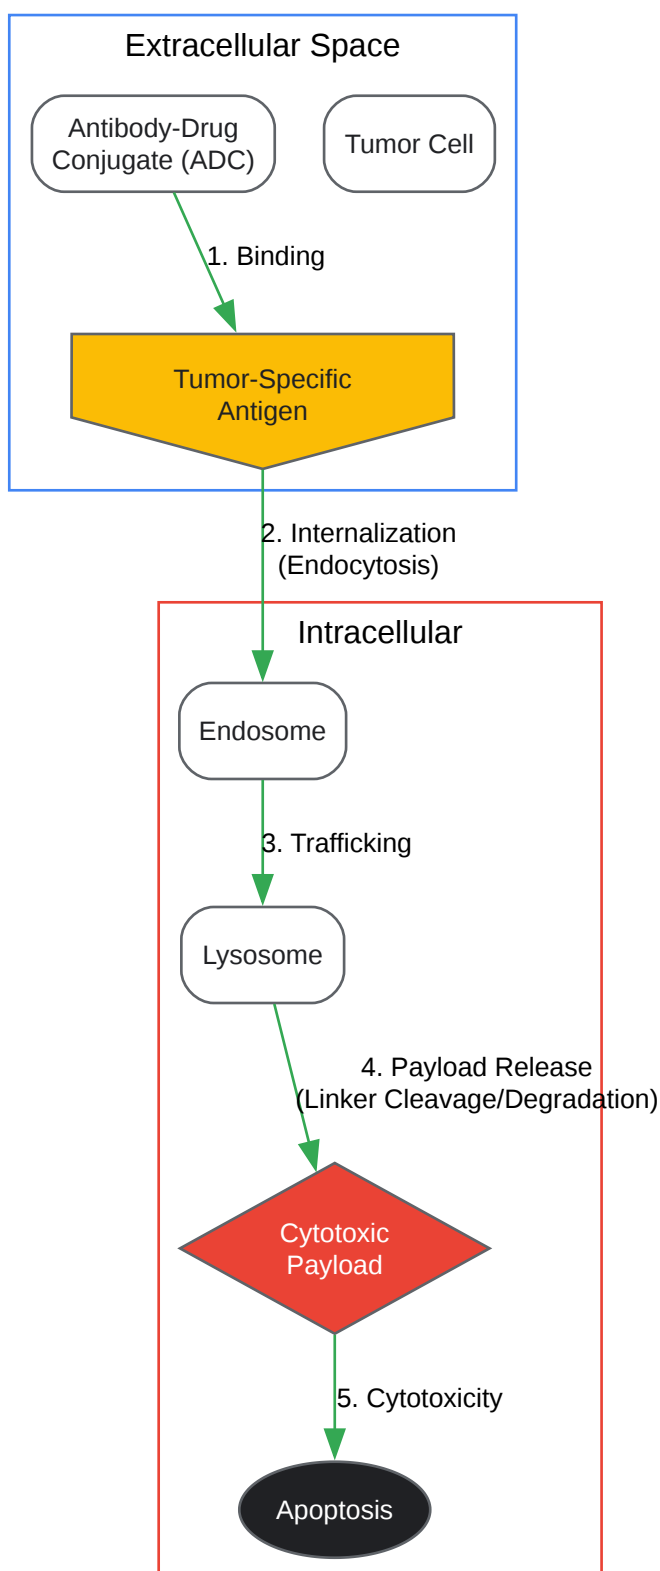 Extracellular Space
Antibody-Drug
Conjugate (ADC)
Tumor Cell
1. Binding
Tumor-Specific
Antigen
2. Internalization
(Endocytosis)
Intracellular
Endosome
3. Trafficking
Lysosome
4. Payload Release
(Linker Cleavage/Degradation)
Cytotoxic
Payload
5. Cytotoxicity
Apoptosis